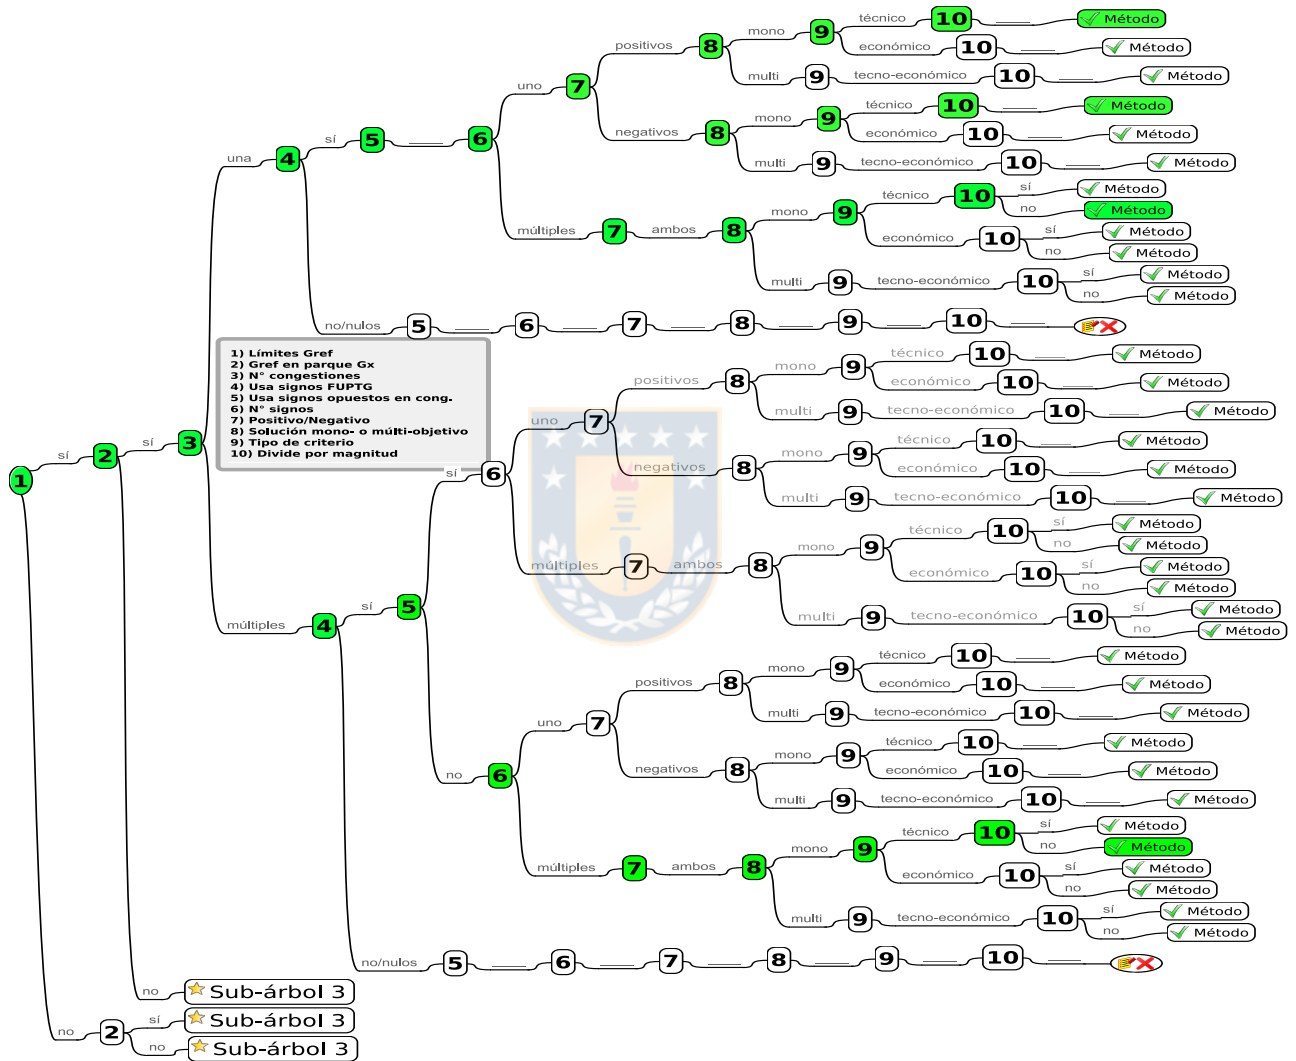 técnico 10 Método
mono 9
positivos 8 económico 10 Método
multi 9 tecno-económico 10 Método
uno 7
técnico 10 Método
mono 9
sí 5 6 negativos 8 económico 10 Método
una 4 multi 9 tecno-económico 10 Método
técnico 10 sí Método
mono 9 no Método
múltiples 7 ambos 8 económico 10 sí Método
no Método
multi 9 tecno-económico 10 sí Método
no Método
no/nulos 5 6 7 8 9 10
1) Límites Gref
2) Gref en parque Gx
3) N° congestiones
4) Usa signos FUPTG
5) Usa signos opuestos en cong.
6) N° signos
7) Positivo/Negativo
8) Solución mono- o múlti-objetivo
9) Tipo de criterio
10) Divide por magnitud
técnico 10 Método
mono 9
positivos 8 económico 10 Método
multi 9 tecno-económico 10 Método
uno 7
técnico 10 Método
mono 9
1 sí 2 sí 3 sí 6 negativos 8 económico 10 Método
multi 9 tecno-económico 10 Método
técnico 10 sí Método
mono 9 no Método
múltiples 7 ambos 8 económico 10 sí Método
no Método
múltiples 4 sí 5 multi 9 tecno-económico 10 sí Método
no Método
técnico 10 Método
mono 9
positivos 8 económico 10 Método
multi 9 tecno-económico 10 Método
uno 7
técnico 10 Método
mono 9
no 6 negativos 8 económico 10 Método
multi 9 tecno-económico 10 Método
técnico 10 sí Método
mono 9 no Método
múltiples 7 ambos 8 económico 10 sí Método
no Método
multi 9 tecno-económico 10 sí Método
no Método
no/nulos 5 6 7 8 9 10
no Sub-árbol 3
no 2 sí Sub-árbol 3
no Sub-árbol 3